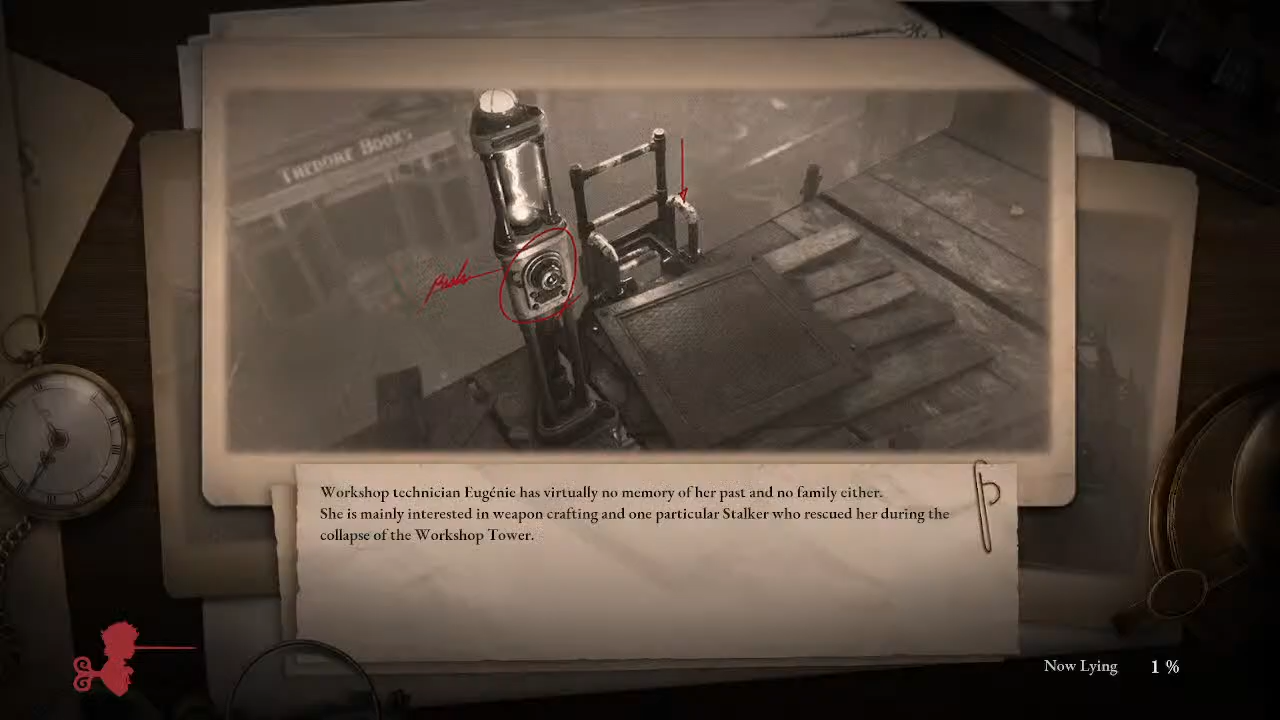 THEDORE BOOKS
Workshop technician Eugénie has virtually no memory of her past and no family either.
She is mainly interested in weapon crafting and one particular Stalker who rescued her during the
collapse of the Workshop Tower.
Now Lying 1 %